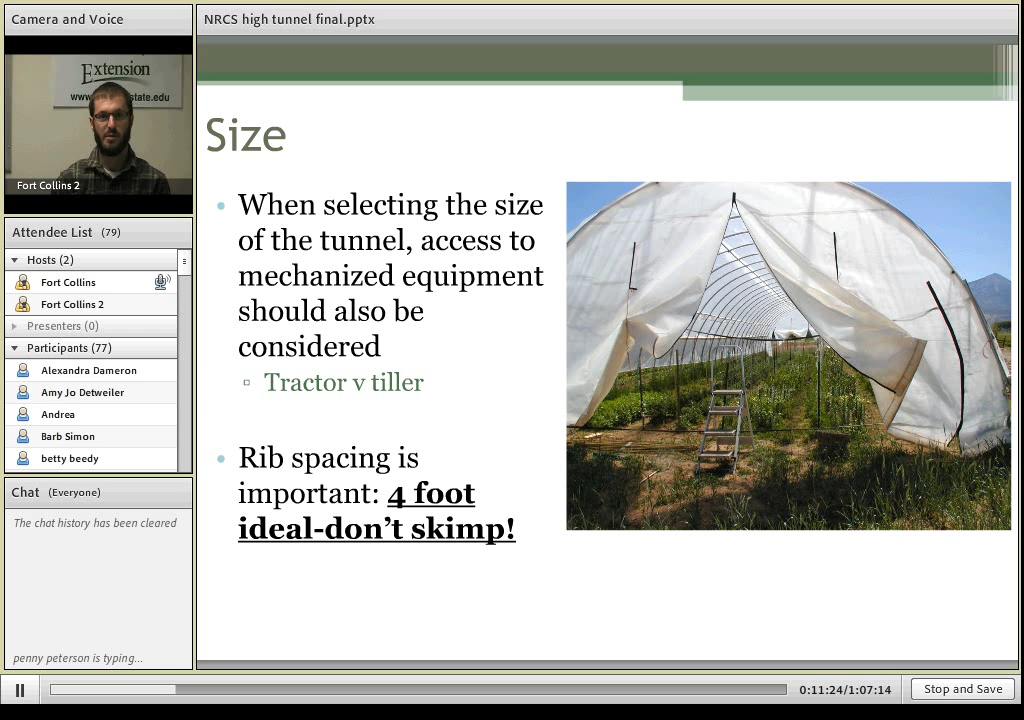 Camera and Voice
Extension
www.
state.edu
Fort Collins 2
Attendee List (79)
Hosts (2)
Fort Collins
Fort Collins 2
Presenters (0)
Participants (77)
Alexandra Dameron
Amy Jo Detweiler
Andrea
Barb Simon
betty beedy
Chat (Everyone)
The chat history has been cleared
penny peterson is typing...
NRCS high tunnel final.pptx
Size
When selecting the size
of the tunnel, access to
mechanized equipment
should also be
considered
Tractor v tiller
Rib spacing is
important: 4 foot
ideal-don't skimp!
0:11:24/1:07:14
Stop and Save